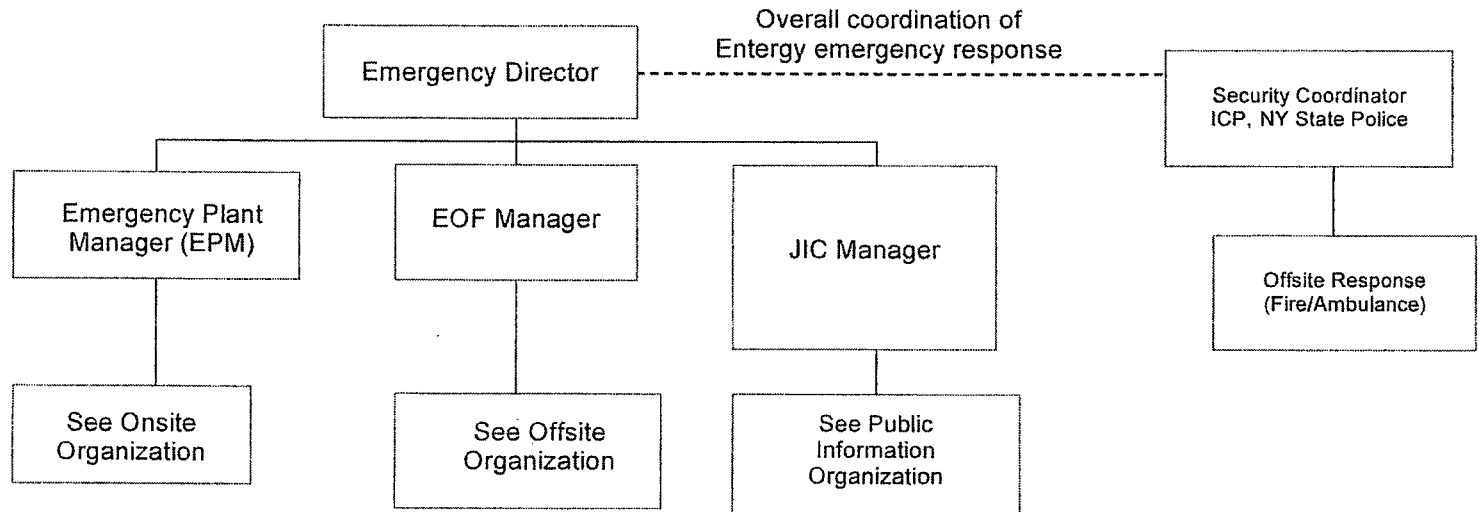 Overall coordination of
Entergy emergency response
Emergency Director
Security Coordinator
ICP, NY State Police
Emergency Plant
Manager (EPM)
EOF Manager
JIC Manager
Offsite Response
(Fire/Ambulance)
See Onsite
Organization
See Offsite
Organization
See Public
Information
Organization